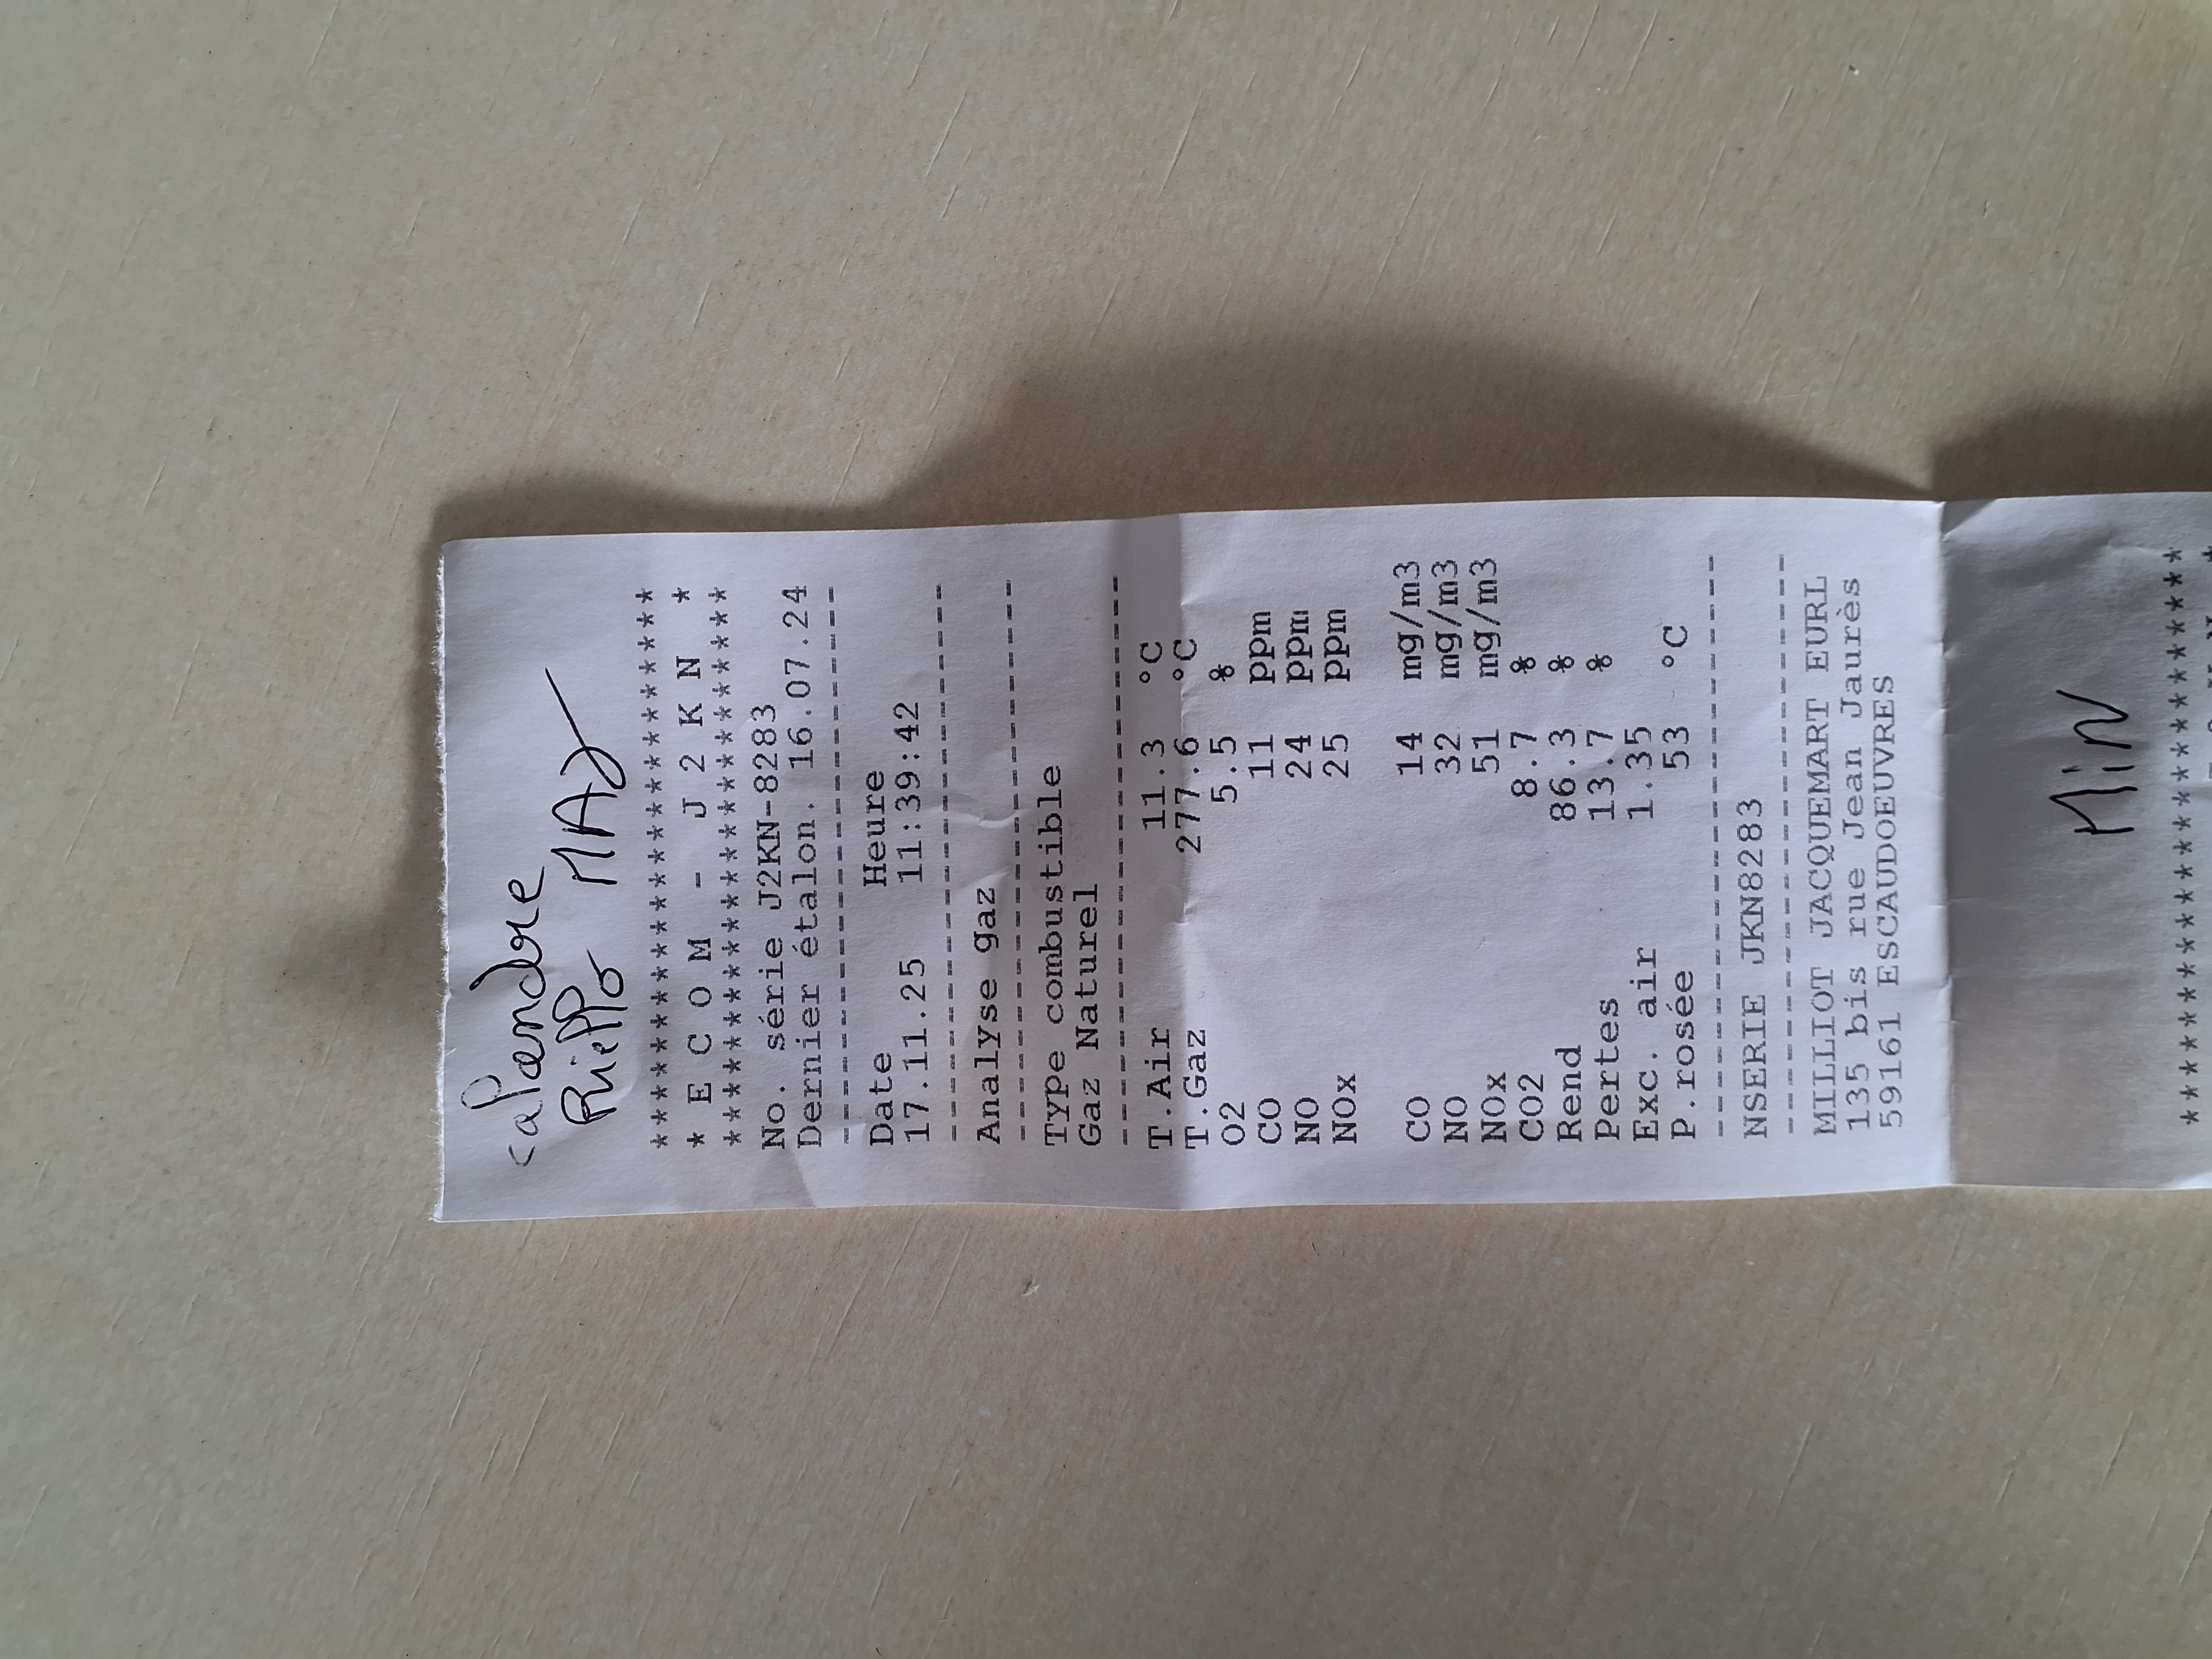 calandre
Riello MAX
*************************
* E C O M - J 2 K N *
*************************
No. série J2KN-8283
Dernier étalon. 16.07.24
-------------------------
Date Heure
17.11.25 11:39:42
-------------------------
Analyse gaz
-------------------------
Type combustible
Gaz Naturel
-------------------------
T.Air 11.3 °C
T.Gaz 277.6 °C
O2 5.5 %
CO 11 ppm
NO 24 ppm
NOx 25 ppm
CO 14 mg/m3
NO 32 mg/m3
NOx 51 mg/m3
CO2 8.7 %
Rend 86.3 %
Pertes 13.7 %
Exc. air 1.35
P.rosée 53 °C
-------------------------
NSERIE JKN8283
-------------------------
MILLIOT JACQUEMART EURL
135 bis rue Jean Jaurès
59161 ESCAUDOEUVRES
Min
*************************